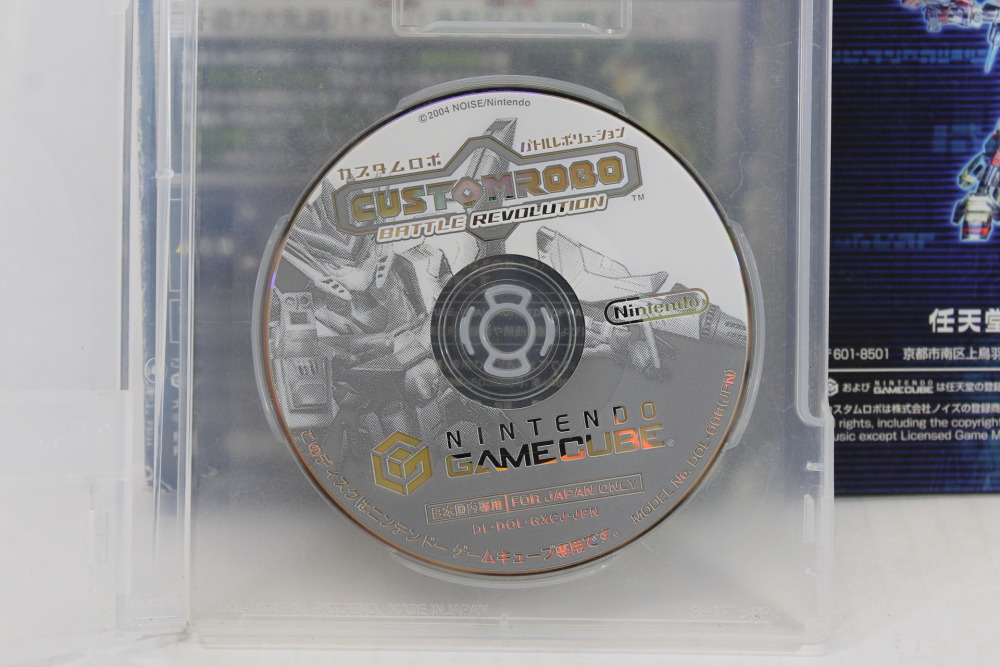 ©2004 NOISE/Nintendo
カスタムロボ
バトルレボリューション
CUSTOMROBO
BATTLE REVOLUTION
TM
Nintendo
NINTENDO
GAMECUBE
®
日本国内専用 FOR JAPAN ONLY
DL-DOL-GXCJ-JPN
このディスクはニンテンドーゲームキューブ専用です。
MODEL No. DOL-006(JPN)
MADE IN JAPAN
任天堂
〒601-8501 京都市南区上鳥羽
および NINTENDO GAMECUBE は任天堂の登録
カスタムロボは株式会社ノイズの登録商
rights, including the copyright
usic except Licensed Game M